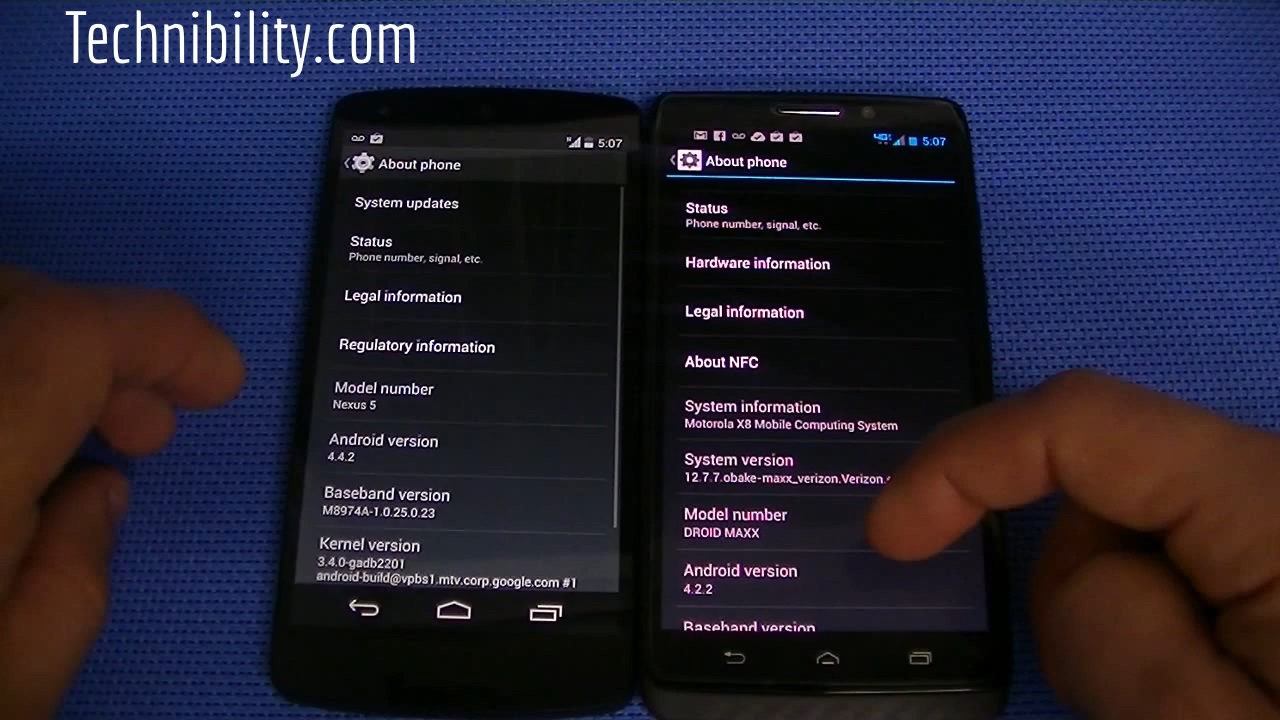 Technibility.com
5:07
About phone
System updates
Status
Phone number, signal, etc.
Legal information
Regulatory information
Model number
Nexus 5
Android version
4.4.2
Baseband version
M8974A-1.0.25.0.23
Kernel version
3.4.0-gadb2201
android-build@vpbs1.mtv.corp.google.com #1
5:07
About phone
Status
Phone number, signal, etc.
Hardware information
Legal information
About NFC
System information
Motorola X8 Mobile Computing System
System version
12.7.7.obake-maxx_verizon.Verizon.
Model number
DROID MAXX
Android version
4.2.2
Baseband version